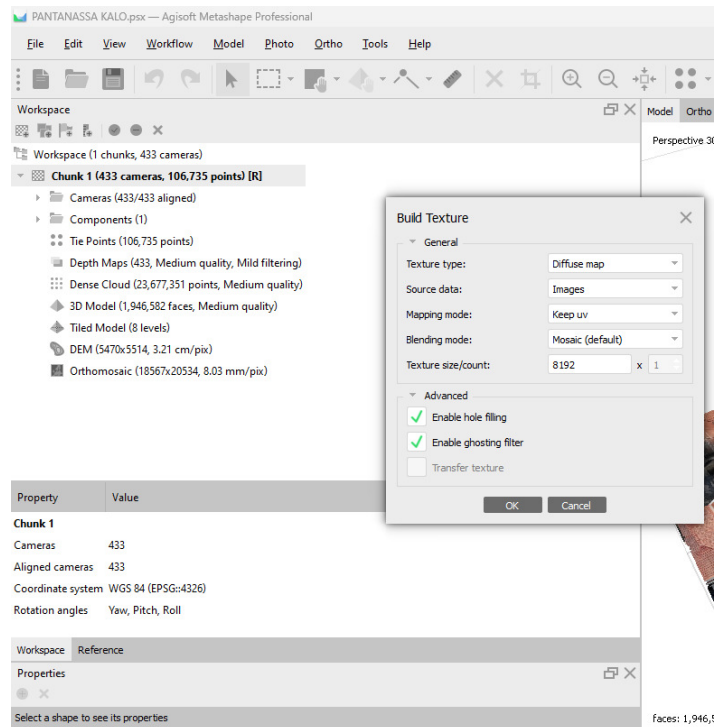 PANTANASSA KALO.psx — Agisoft Metashape Professional
File Edit View Workflow Model Photo Ortho Tools Help
Workspace
Model Ortho
Perspective 30
Workspace (1 chunks, 433 cameras)
Chunk 1 (433 cameras, 106,735 points) [R]
Cameras (433/433 aligned)
Components (1)
Tie Points (106,735 points)
Depth Maps (433, Medium quality, Mild filtering)
Dense Cloud (23,677,351 points, Medium quality)
3D Model (1,946,582 faces, Medium quality)
Tiled Model (8 levels)
DEM (5470x5514, 3.21 cm/pix)
Orthomosaic (18567x20534, 8.03 mm/pix)
Build Texture
General
Texture type: Diffuse map
Source data: Images
Mapping mode: Keep uv
Blending mode: Mosaic (default)
Texture size/count: 8192 x 1
Advanced
Enable hole filling
Enable ghosting filter
Transfer texture
OK Cancel
Property Value
Chunk 1
Cameras 433
Aligned cameras 433
Coordinate system WGS 84 (EPSG::4326)
Rotation angles Yaw, Pitch, Roll
Workspace Reference
Properties
Select a shape to see its properties
faces: 1,946,5